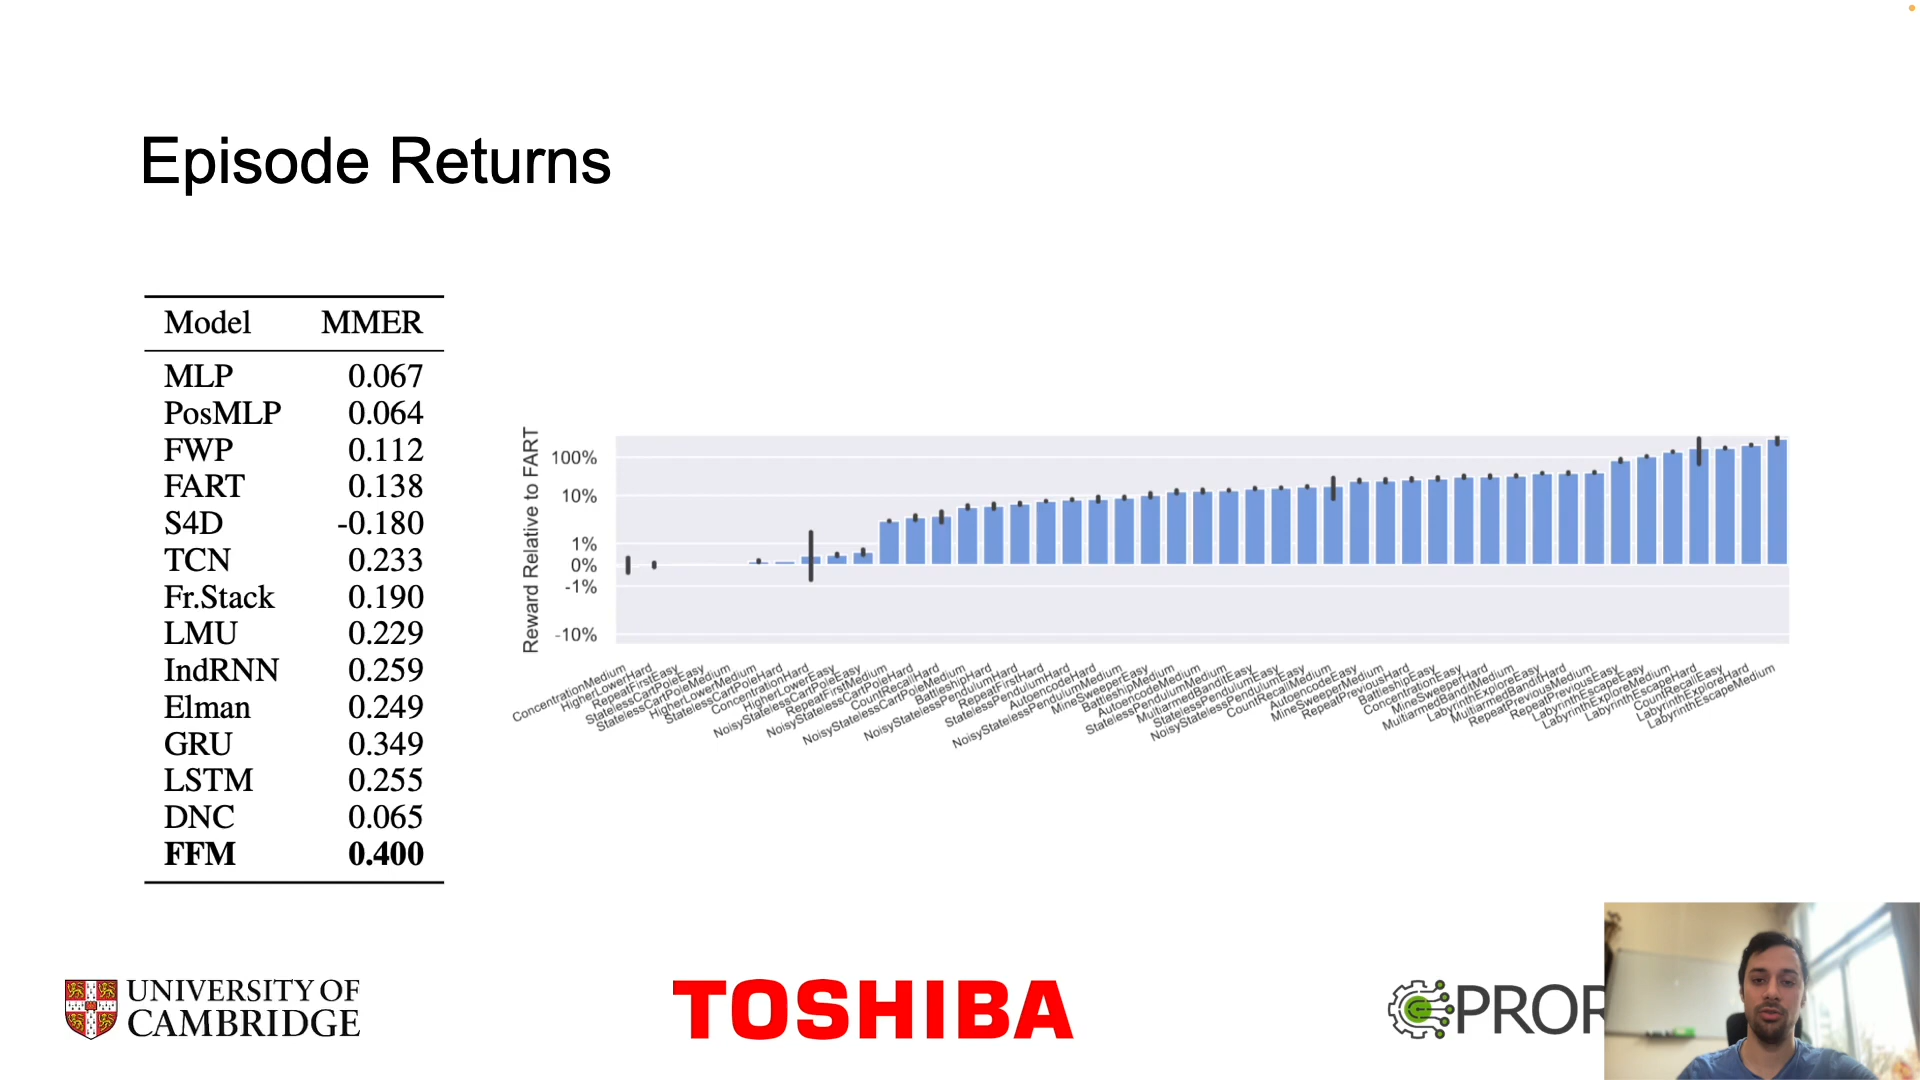 Episode Returns
Model MMER
MLP 0.067
PosMLP 0.064
FWP 0.112
FART 0.138
S4D -0.180
TCN 0.233
Fr.Stack 0.190
LMU 0.229
IndRNN 0.259
Elman 0.249
GRU 0.349
LSTM 0.255
DNC 0.065
FFM 0.400
Reward Relative to FART
100%
10%
1%
0%
-1%
-10%
ConcentrationMedium
HigherLowerHard
RepeatFirstEasy
StatelessCartPoleEasy
StatelessCartPoleMedium
HigherLowerMedium
StatelessCartPoleHard
ConcentrationHard
HigherLowerEasy
NoisyStatelessCartPoleEasy
RepeatFirstMedium
NoisyStatelessCartPoleHard
CountRecallHard
NoisyStatelessCartPoleMedium
BattleshipHard
NoisyStatelessPendulumHard
RepeatFirstHard
StatelessPendulumHard
AutoencodeHard
NoisyStatelessPendulumMedium
MineSweeperEasy
BattleshipMedium
AutoencodeMedium
StatelessPendulumMedium
MultiarmedBanditEasy
StatelessPendulumEasy
NoisyStatelessPendulumEasy
CountRecallMedium
AutoencodeEasy
MineSweeperMedium
RepeatPreviousHard
BattleshipEasy
ConcentrationEasy
MineSweeperHard
MultiarmedBanditMedium
LabyrinthExploreEasy
MultiarmedBanditHard
RepeatPreviousMedium
RepeatPreviousEasy
LabyrinthEscapeEasy
LabyrinthExploreMedium
LabyrinthEscapeHard
CountRecallEasy
LabyrinthExploreHard
LabyrinthEscapeMedium
UNIVERSITY OF
CAMBRIDGE
TOSHIBA
PROR